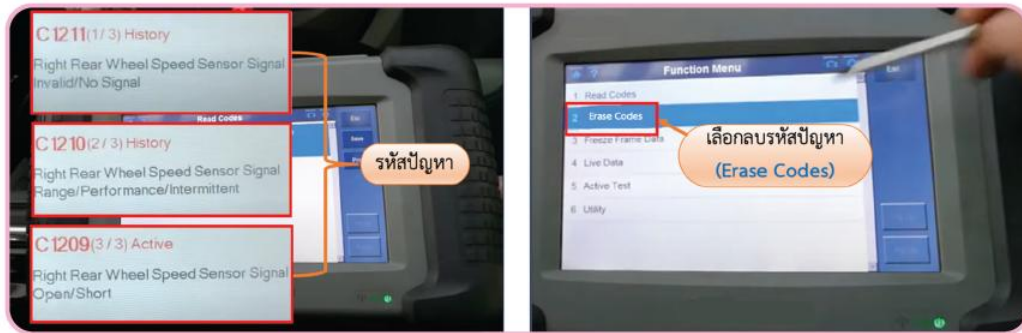 C1211(1/3) History
Right Rear Wheel Speed Sensor Signal
Invalid/No Signal
C1210(2/3) History
Right Rear Wheel Speed Sensor Signal
Range/Performance/Intermittent
C1209(3/3) Active
Right Rear Wheel Speed Sensor Signal
Open/Short
Read Codes
Esc
Save
รหัสปัญหา
Function Menu
Esc
1 Read Codes
2 Erase Codes
3 Freeze Frame Data
4 Live Data
5 Active Test
6 Utility
เลือกลบรหัสปัญหา
(Erase Codes)